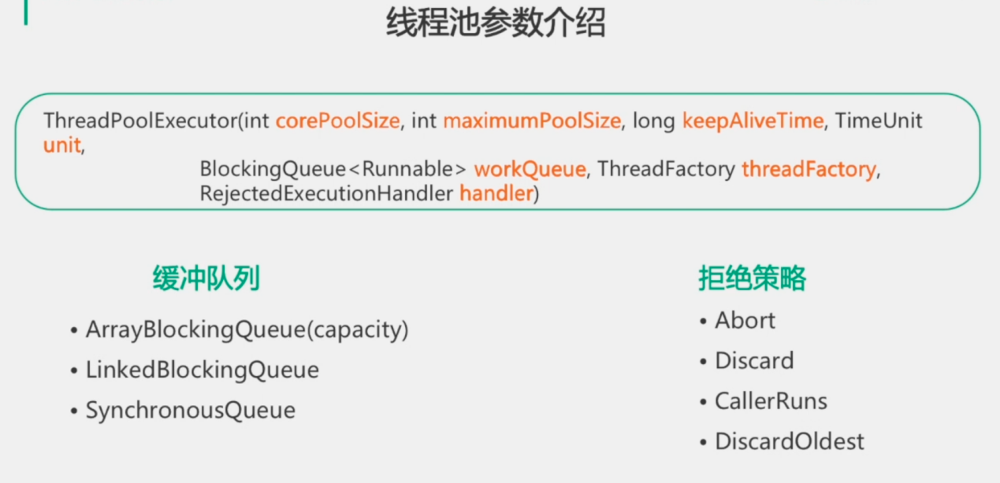 线程池参数介绍
ThreadPoolExecutor(int corePoolSize, int maximumPoolSize, long keepAliveTime, TimeUnit
unit,
BlockingQueue<Runnable> workQueue, ThreadFactory threadFactory,
RejectedExecutionHandler handler)
缓冲队列
• ArrayBlockingQueue(capacity)
• LinkedBlockingQueue
• SynchronousQueue
拒绝策略
• Abort
• Discard
• CallerRuns
• DiscardOldest